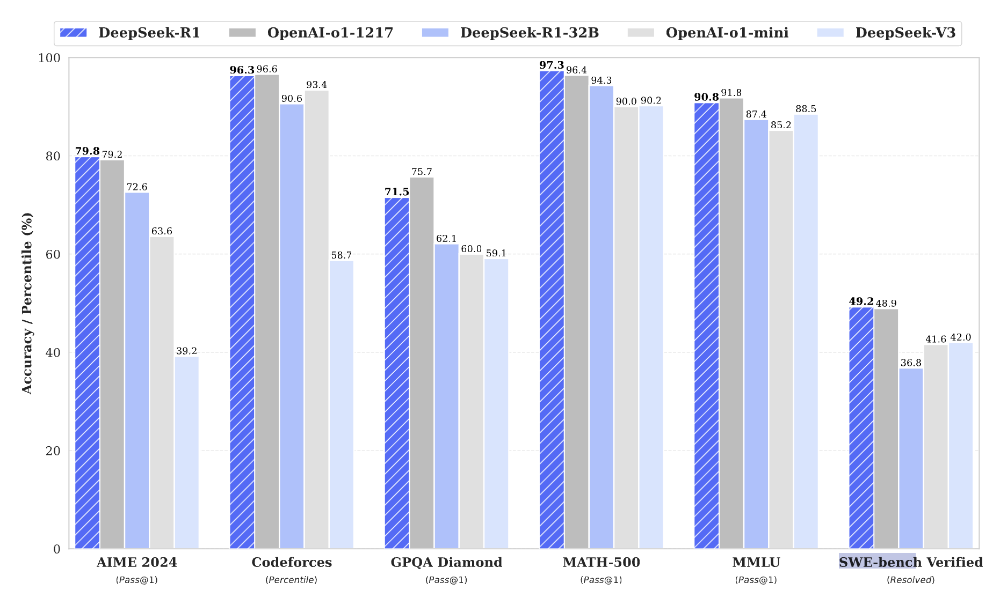 DeepSeek-R1 OpenAI-o1-1217 DeepSeek-R1-32B OpenAI-o1-mini DeepSeek-V3
Accuracy / Percentile (%)
100
80
60
40
20
0
79.8 79.2 72.6 63.6 39.2
96.3 96.6 90.6 93.4 58.7
71.5 75.7 62.1 60.0 59.1
97.3 96.4 94.3 90.0 90.2
90.8 91.8 87.4 85.2 88.5
49.2 48.9 36.8 41.6 42.0
AIME 2024 Codeforces GPQA Diamond MATH-500 MMLU SWE-bench Verified
(Pass@1) (Percentile) (Pass@1) (Pass@1) (Pass@1) (Resolved)